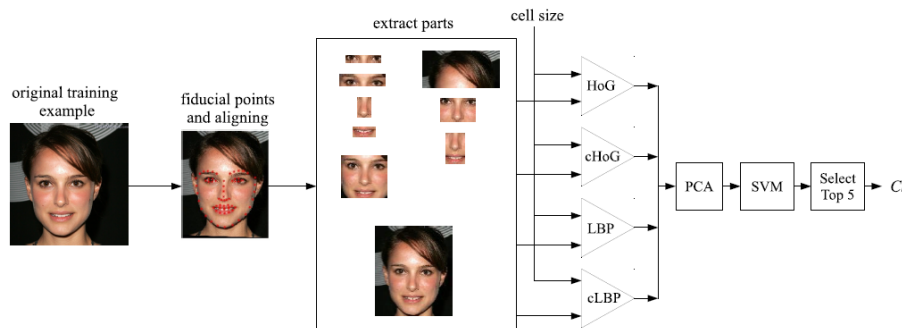 cell size
extract parts
original training
example
fiducial points
and aligning
HoG
cHoG
LBP
cLBP
PCA
SVM
Select
Top 5